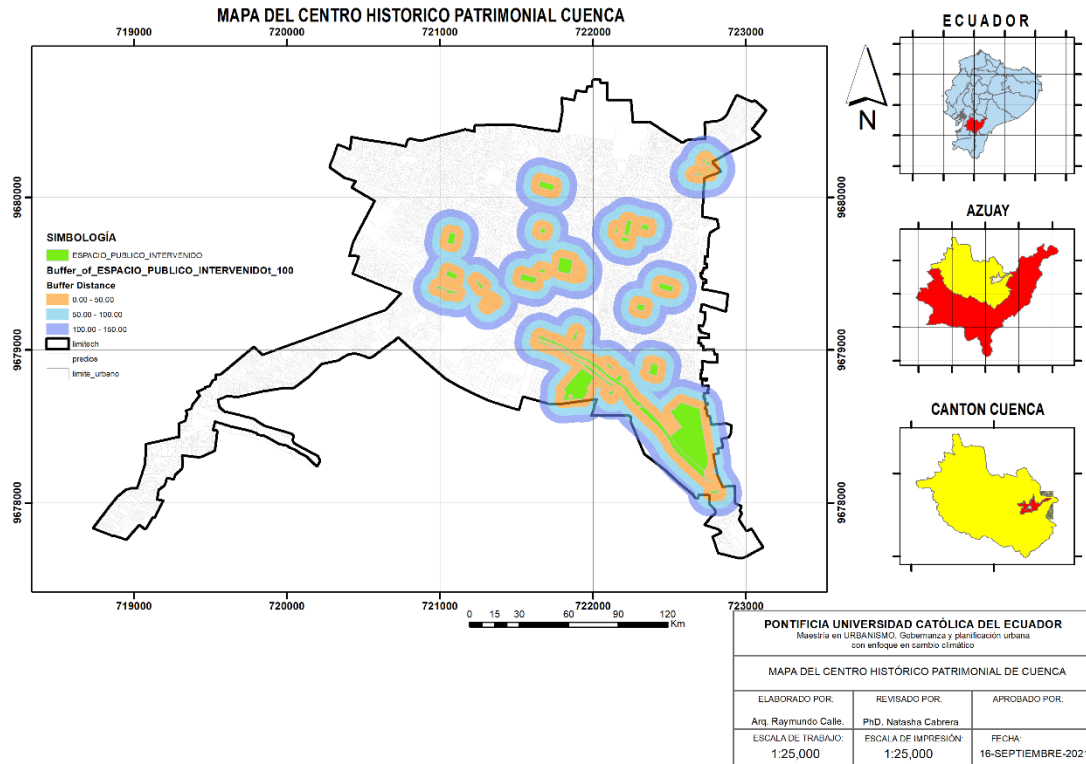 MAPA DEL CENTRO HISTORICO PATRIMONIAL CUENCA
719000 720000 721000 722000 723000
9680000 9680000
9679000 9679000
9678000 9678000
719000 720000 721000 722000 723000
SIMBOLOGÍA
ESPACIO_PUBLICO_INTERVENIDO
Buffer_of_ESPACIO_PUBLICO_INTERVENIDOt_100
Buffer Distance
0.00 - 50.00
50.00 - 100.00
100.00 - 150.00
limitech
predios
limite_urbano
0 15 30 60 90 120
Km
N
ECUADOR
AZUAY
CANTON CUENCA
PONTIFICIA UNIVERSIDAD CATÓLICA DEL ECUADOR
Maestría en URBANISMO. Gobernanza y planificación urbana
con enfoque en cambio climático
MAPA DEL CENTRO HISTÓRICO PATRIMONIAL DE CUENCA
ELABORADO POR: REVISADO POR: APROBADO POR:
Arq. Raymundo Calle. PhD. Natasha Cabrera
ESCALA DE TRABAJO: ESCALA DE IMPRESIÓN: FECHA:
1:25,000 1:25,000 16-SEPTIEMBRE-2021